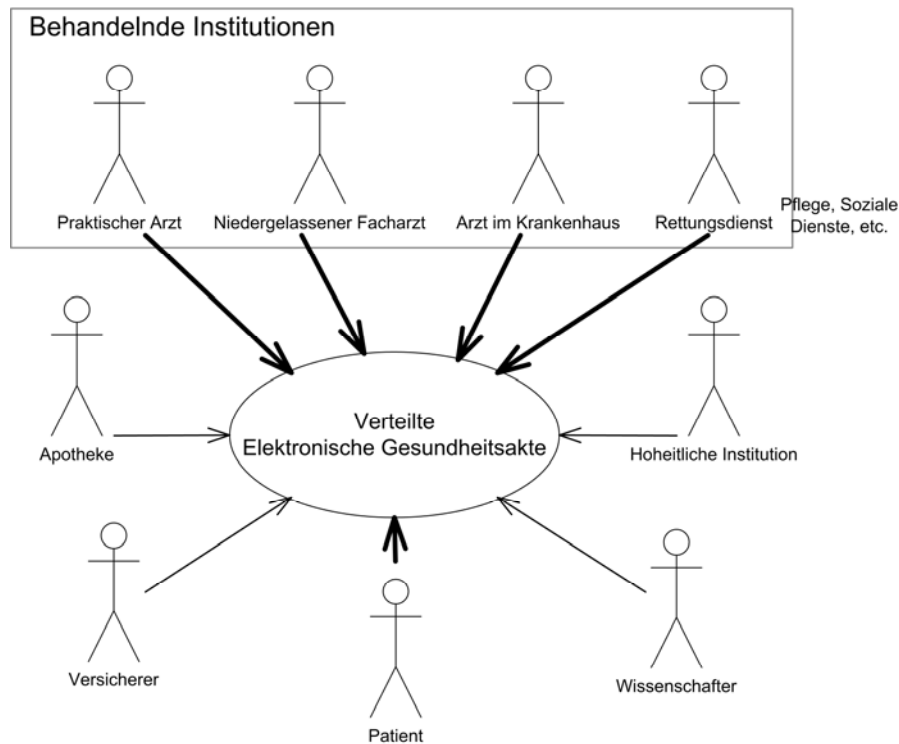 Behandelnde Institutionen
Praktischer Arzt
Niedergelassener Facharzt
Arzt im Krankenhaus
Rettungsdienst
Pflege, Soziale
Dienste, etc.
Apotheke
Verteilte
Elektronische Gesundheitsakte
Hoheitliche Institution
Versicherer
Patient
Wissenschafter